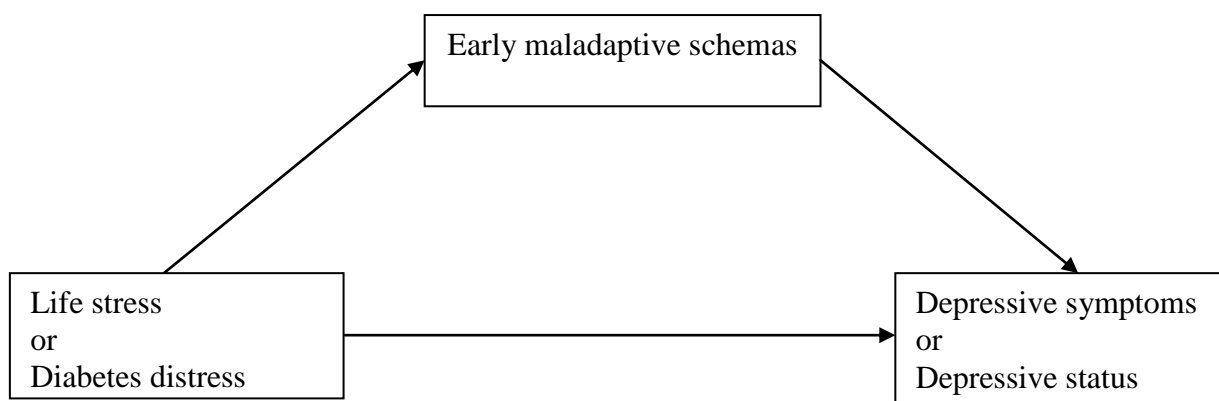 Early maladaptive schemas
Life stress
or
Diabetes distress
Depressive symptoms
or
Depressive status